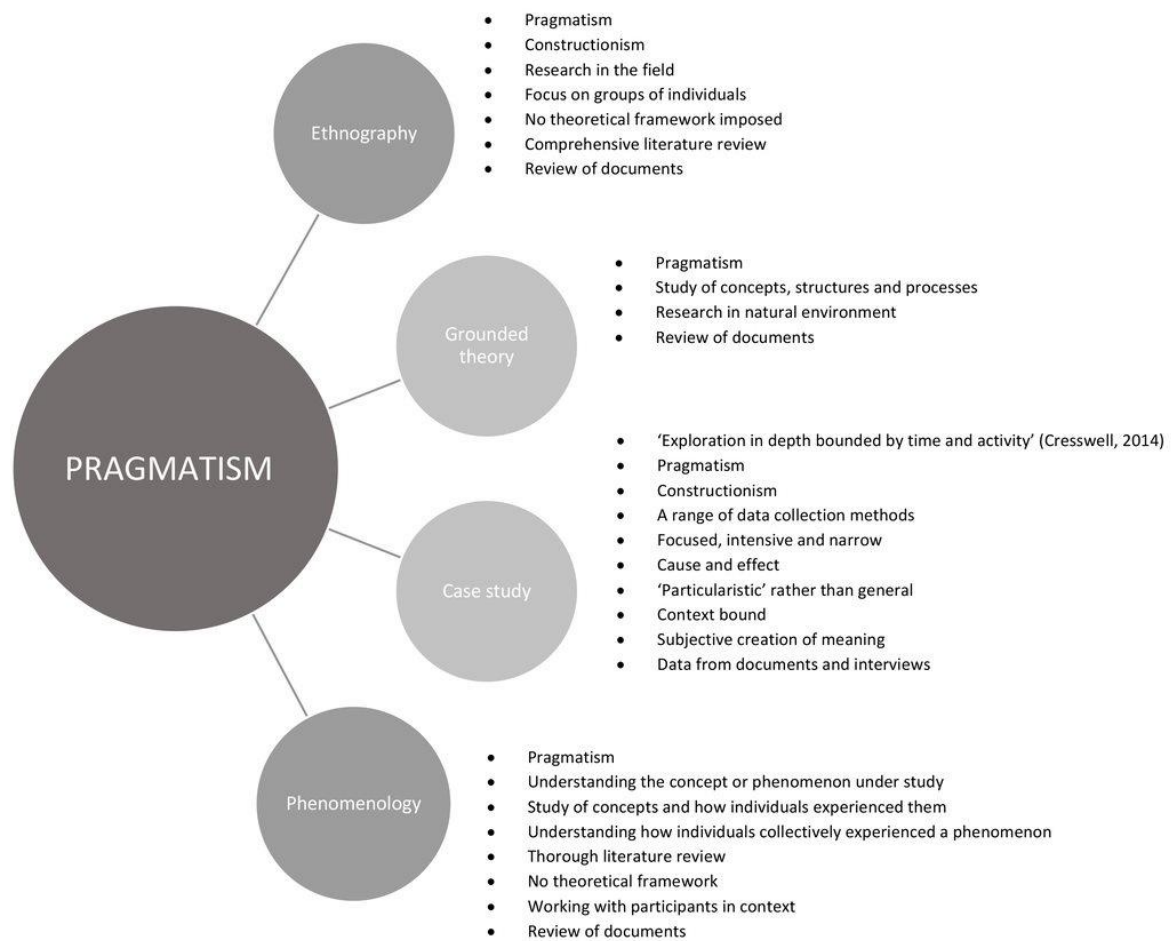 Pragmatism
Constructionism
Research in the field
Focus on groups of individuals
No theoretical framework imposed
Comprehensive literature review
Review of documents
Ethnography
Pragmatism
Study of concepts, structures and processes
Research in natural environment
Review of documents
Grounded
theory
PRAGMATISM
‘Exploration in depth bounded by time and activity’ (Cresswell, 2014)
Pragmatism
Constructionism
A range of data collection methods
Focused, intensive and narrow
Cause and effect
‘Particularistic’ rather than general
Context bound
Subjective creation of meaning
Data from documents and interviews
Case study
Pragmatism
Understanding the concept or phenomenon under study
Study of concepts and how individuals experienced them
Understanding how individuals collectively experienced a phenomenon
Thorough literature review
No theoretical framework
Working with participants in context
Review of documents
Phenomenology